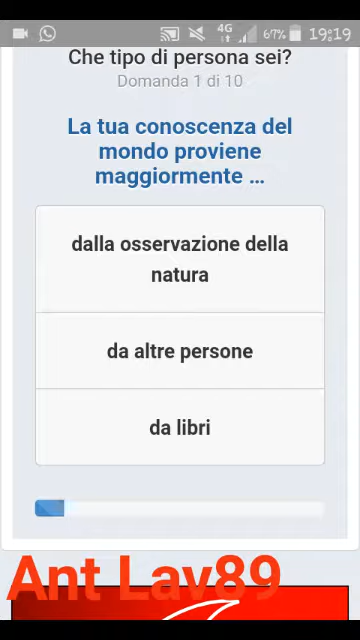 4G 67% 19:19
Che tipo di persona sei?
Domanda 1 di 10
La tua conoscenza del
mondo proviene
maggiormente ...
dalla osservazione della
natura
da altre persone
da libri
Ant Lav89